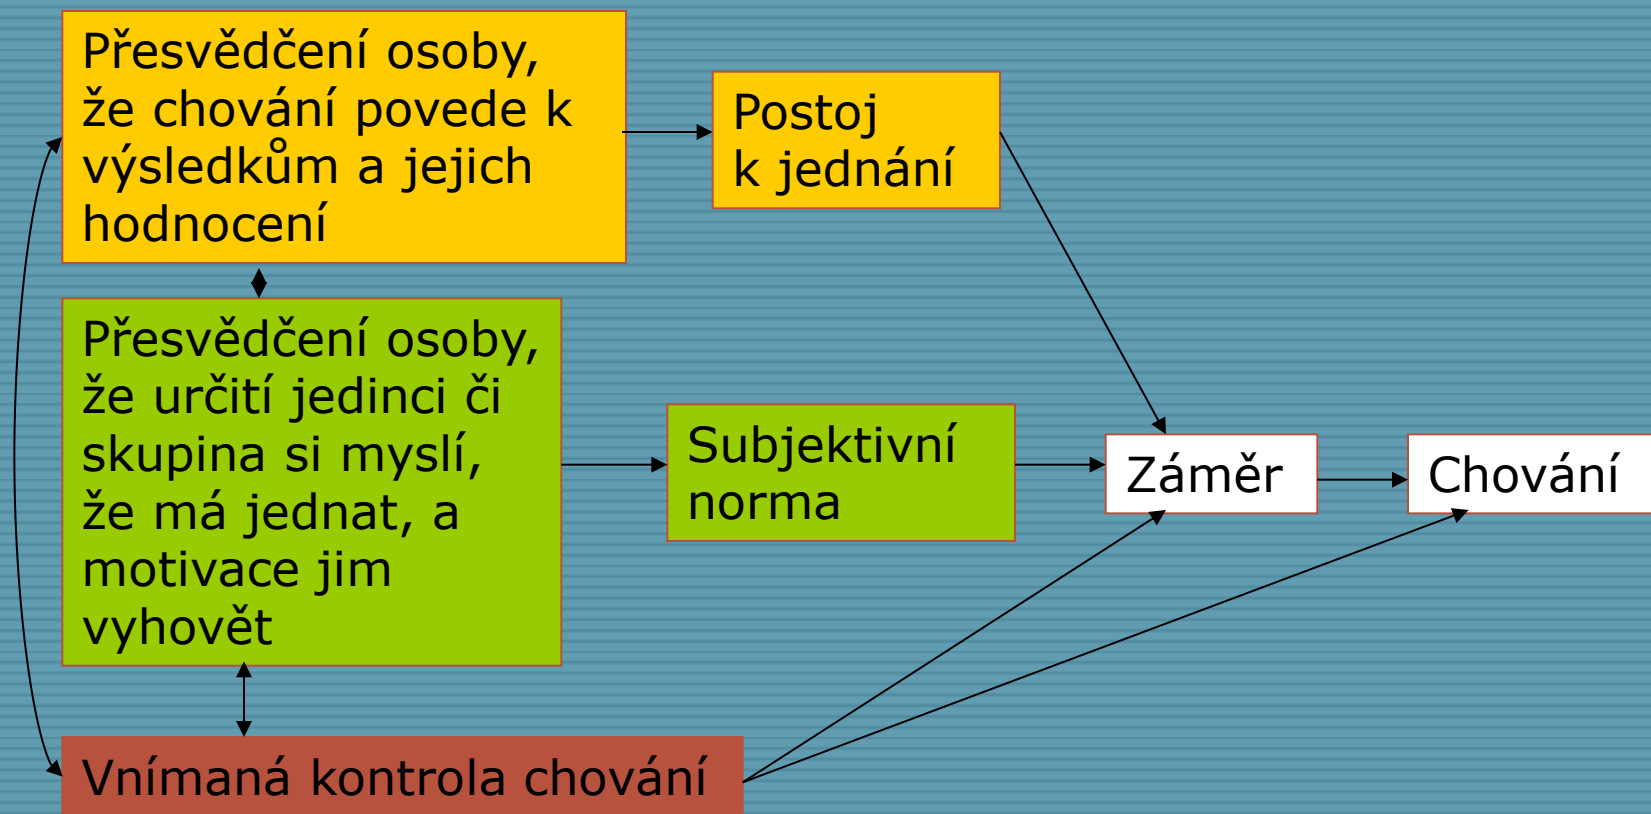 Přesvědčení osoby,
že chování povede k
výsledkům a jejich
hodnocení
Postoj
k jednání
Přesvědčení osoby,
že určití jedinci či
skupina si myslí,
že má jednat, a
motivace jim
vyhovět
Subjektivní
norma
Záměr
Chování
Vnímaná kontrola chování